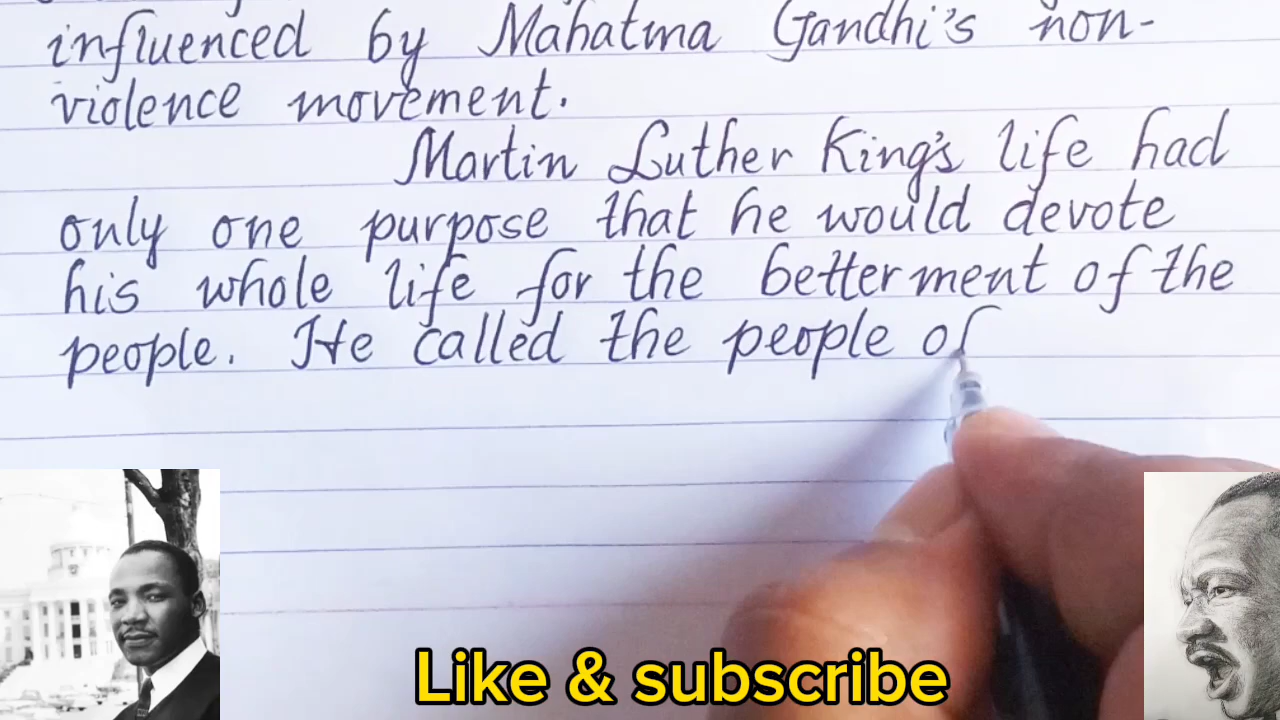 influenced by Mahatma Gandhi's non-
violence movement.
Martin Luther King's life had
only one purpose that he would devote
his whole life for the betterment of the
people. He called the people of
Like & subscribe